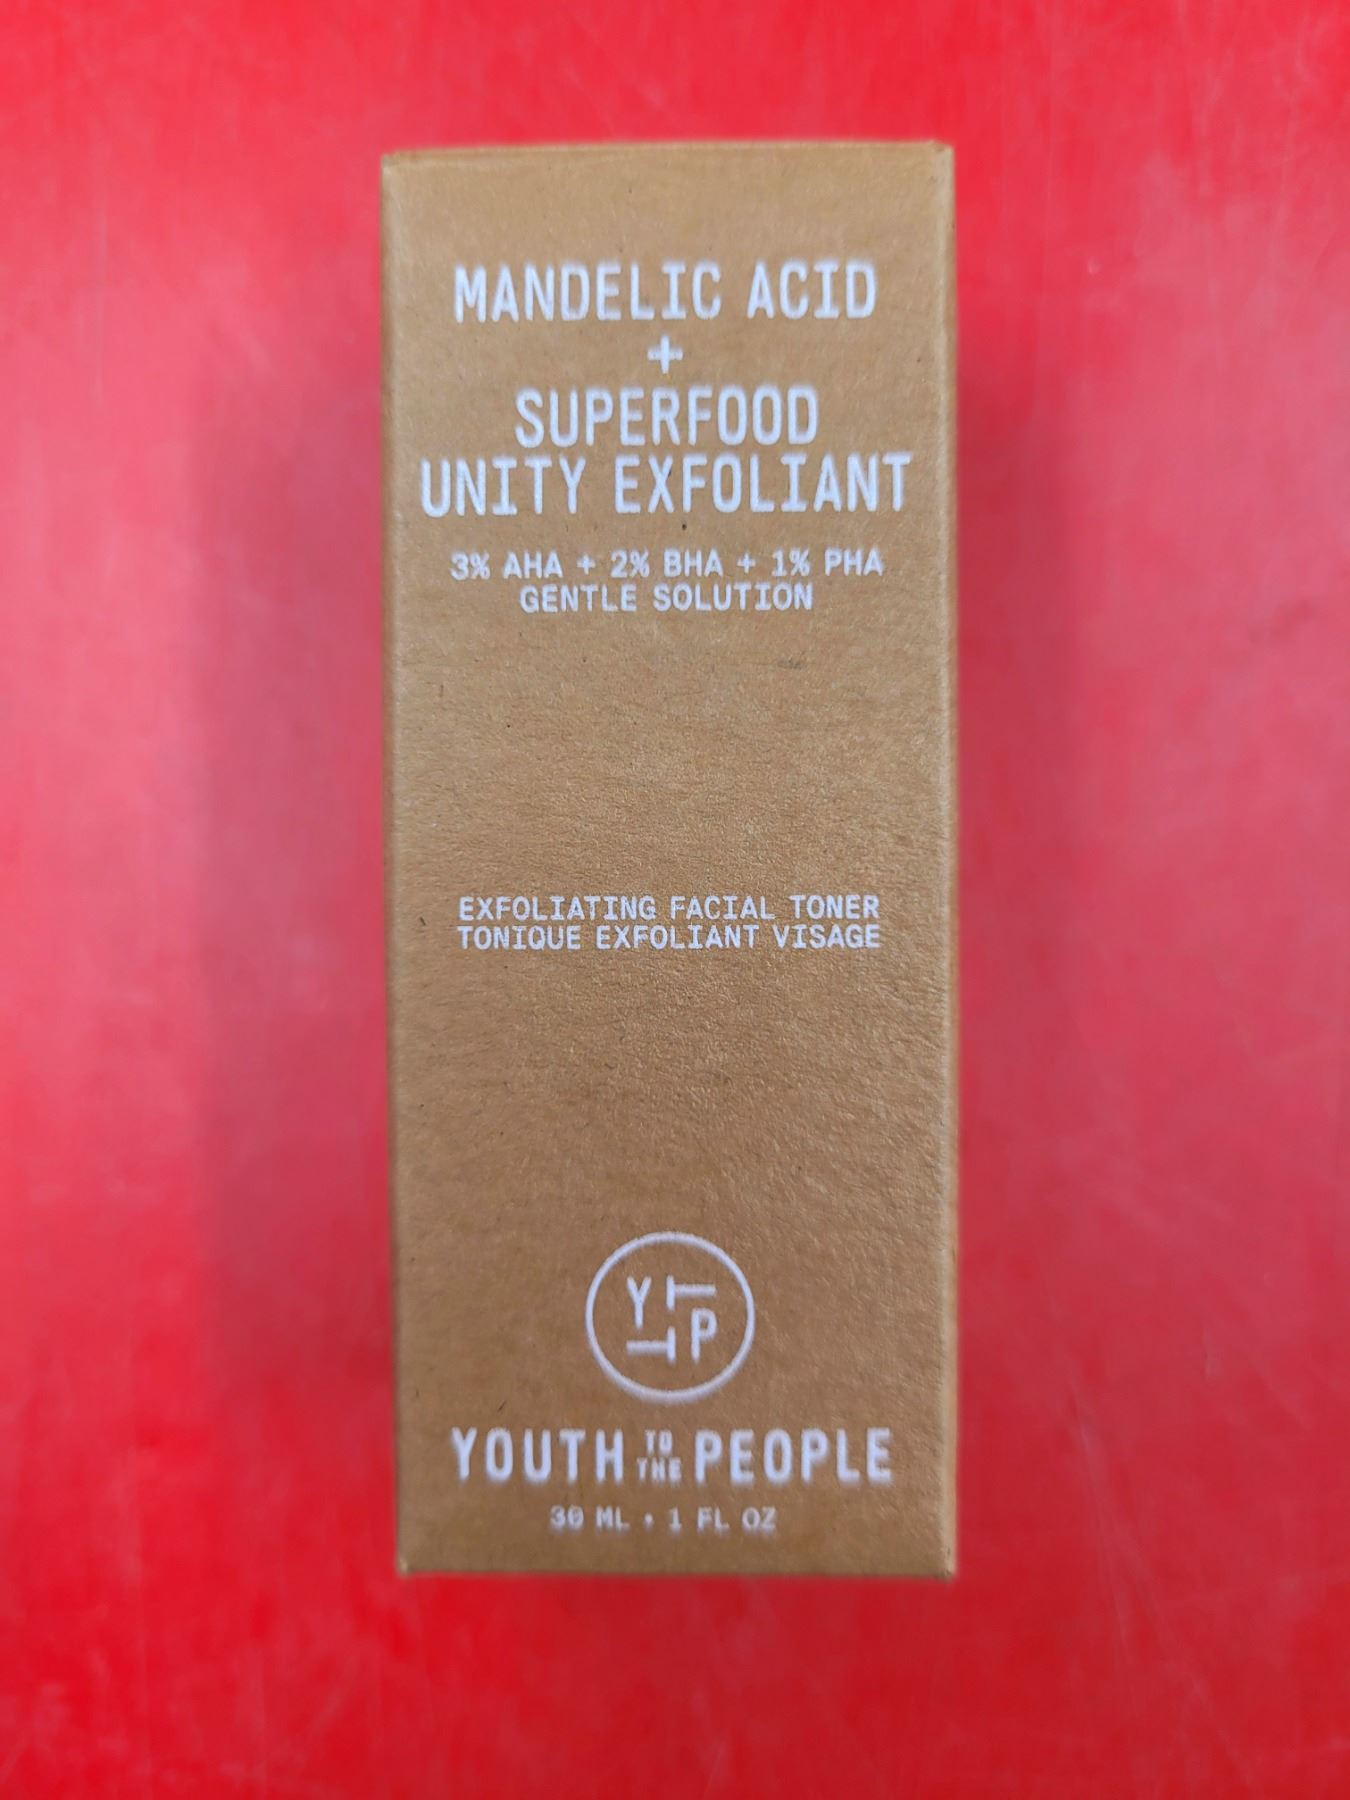 MANDELIC ACID
+
SUPERFOOD
UNITY EXFOLIANT
3% AHA + 2% BHA + 1% PHA
GENTLE SOLUTION
EXFOLIATING FACIAL TONER
TONIQUE EXFOLIANT VISAGE
YTTP
YOUTH TO THE PEOPLE
30 ML • 1 FL OZ